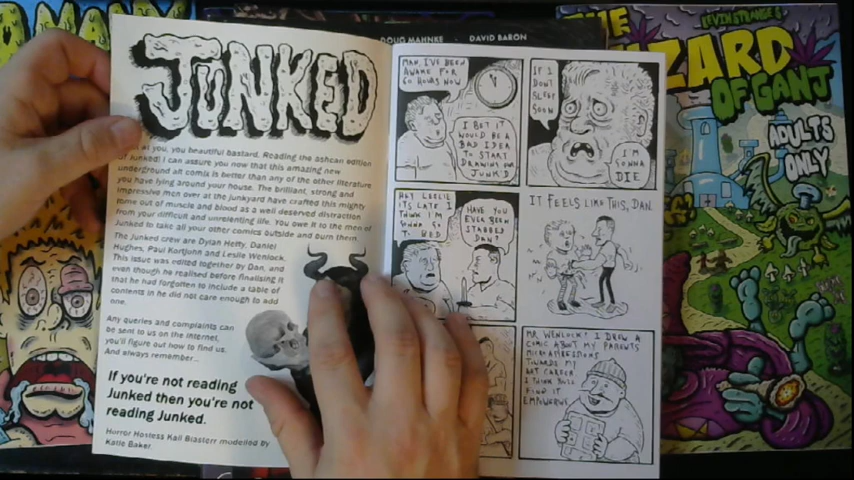 DOUG MAHNKE · DAVID BARON
JUNKED
at you, you beautiful bastard. Reading the ashcan edition
of Junked! I can assure you now that this amazing new
underground alt comix is better than any of the other literature
you have lying around your house. The brilliant, strong and
impressive men over at the junkyard have crafted this mighty
tome out of muscle and blood as a well deserved distraction
from your difficult and unrelenting life. You owe it to the men of
Junked to take all your other comics outside and burn them.
The Junked crew are Dylan Hefty, Daniel
Hughes, Paul Kortjohn and Leslie Wenlock.
This issue was edited together by Dan, and
even though he realised before finalising it
that he had forgotten to include a table of
contents in he did not care enough to add
one.
Any queries and complaints can
be sent to us on the internet,
you'll figure out how to find us.
And always remember...
If you're not reading
Junked then you're not
reading Junked.
Horror Hostess Kali Blasterr modelled by
Katie Baker
MAN, I'VE BEEN
AWAKE FOR
60 HOURS NOW
I BET IT
WOULD BE A
BAD IDEA
TO START
DRAWING
JUNK'D
IF I
DON'T
SLEEP
SOON
I'M
GONNA
DIE
HEY LESLIE
ITS LATE I
THINK I'M
GONNA GO
TO BED
HAVE YOU
EVER BEEN
STABBED
DAN?
IT FEELS LIKE THIS, DAN.
MR WENLOCK! I DREW A
COMIC ABOUT MY PARENTS
MICROAGRESSIONS
TOWARDS MY
ART CAREER
I THINK YOU'LL
FIND IT
EMPOWERING
THE
LEVIN STRANGE'S
WIZARD
OF GANJ
ADULTS
ONLY